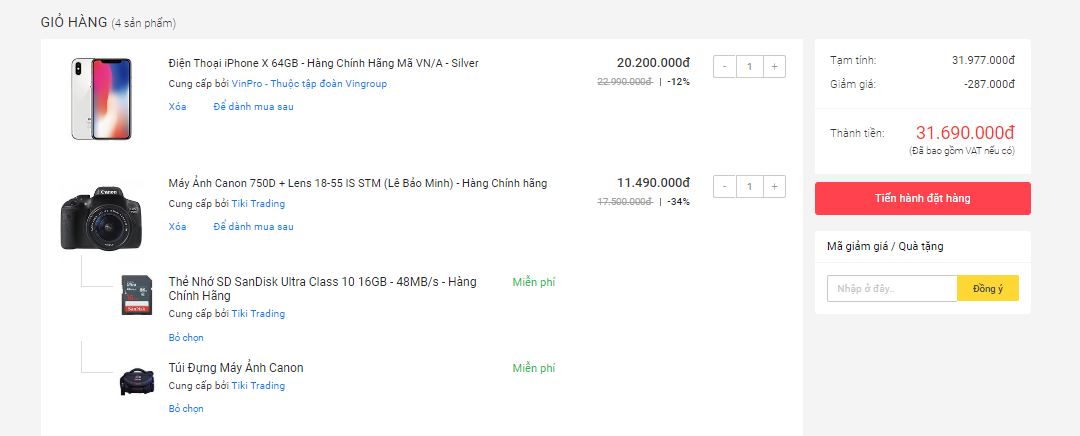 GIỎ HÀNG (4 sản phẩm)
Điện Thoại iPhone X 64GB - Hàng Chính Hãng Mã VN/A - Silver
Cung cấp bởi VinPro - Thuộc tập đoàn Vingroup
Xóa Để dành mua sau
20.200.000đ
22.990.000đ | -12%
- 1 +
Máy Ảnh Canon 750D + Lens 18-55 IS STM (Lê Bảo Minh) - Hàng Chính hãng
Cung cấp bởi Tiki Trading
Xóa Để dành mua sau
11.490.000đ
17.500.000đ | -34%
- 1 +
Canon
Thẻ Nhớ SD SanDisk Ultra Class 10 16GB - 48MB/s - Hàng
Chính Hãng
Cung cấp bởi Tiki Trading
Bỏ chọn
Miễn phí
SanDisk
Túi Đựng Máy Ảnh Canon
Cung cấp bởi Tiki Trading
Bỏ chọn
Miễn phí
Tạm tính: 31.977.000đ
Giảm giá: -287.000đ
Thành tiền: 31.690.000đ
(Đã bao gồm VAT nếu có)
Tiến hành đặt hàng
Mã giảm giá / Quà tặng
Nhập ở đây.. Đồng ý